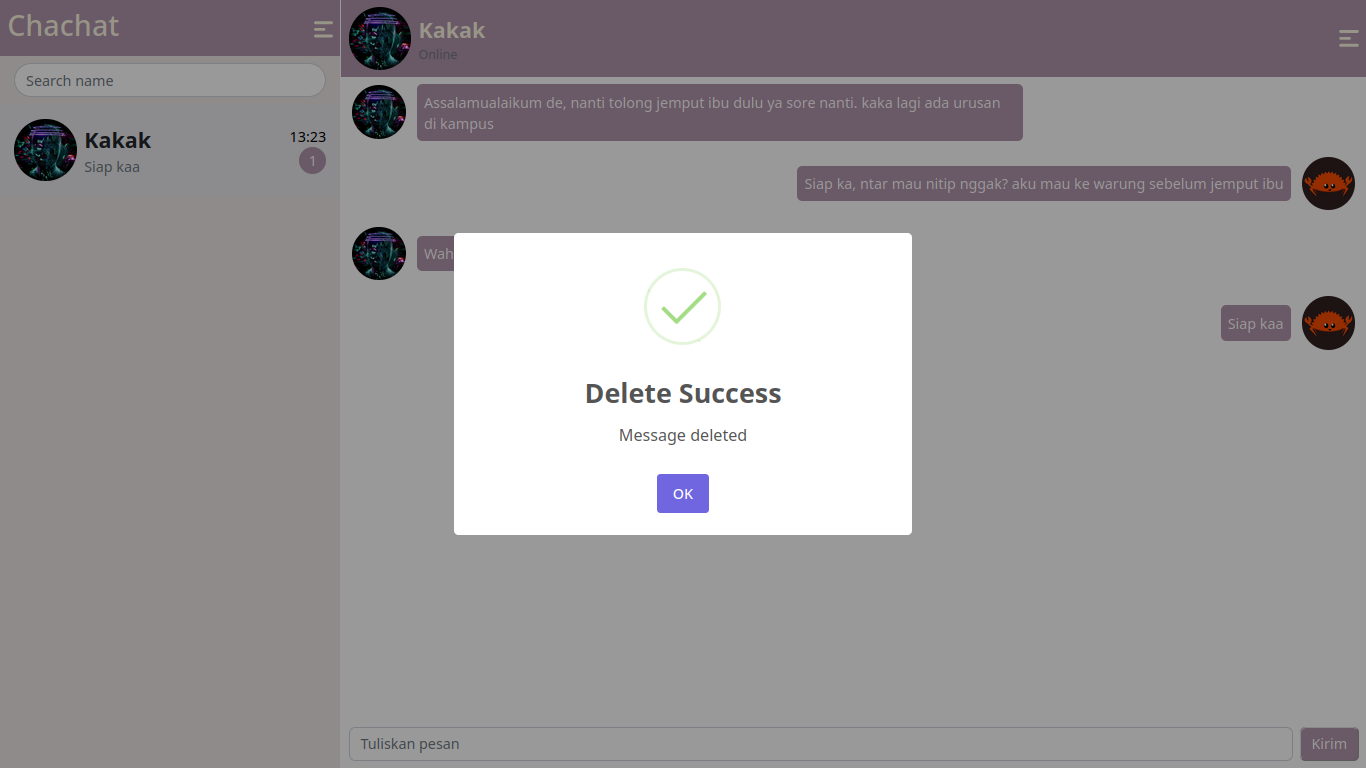 Chachat
Search name
Kakak
13:23
Siap kaa
1
Kakak
Online
Assalamualaikum de, nanti tolong jemput ibu dulu ya sore nanti. kaka lagi ada urusan
di kampus
Siap ka, ntar mau nitip nggak? aku mau ke warung sebelum jemput ibu
Wah
Siap kaa
Delete Success
Message deleted
OK
Tuliskan pesan
Kirim